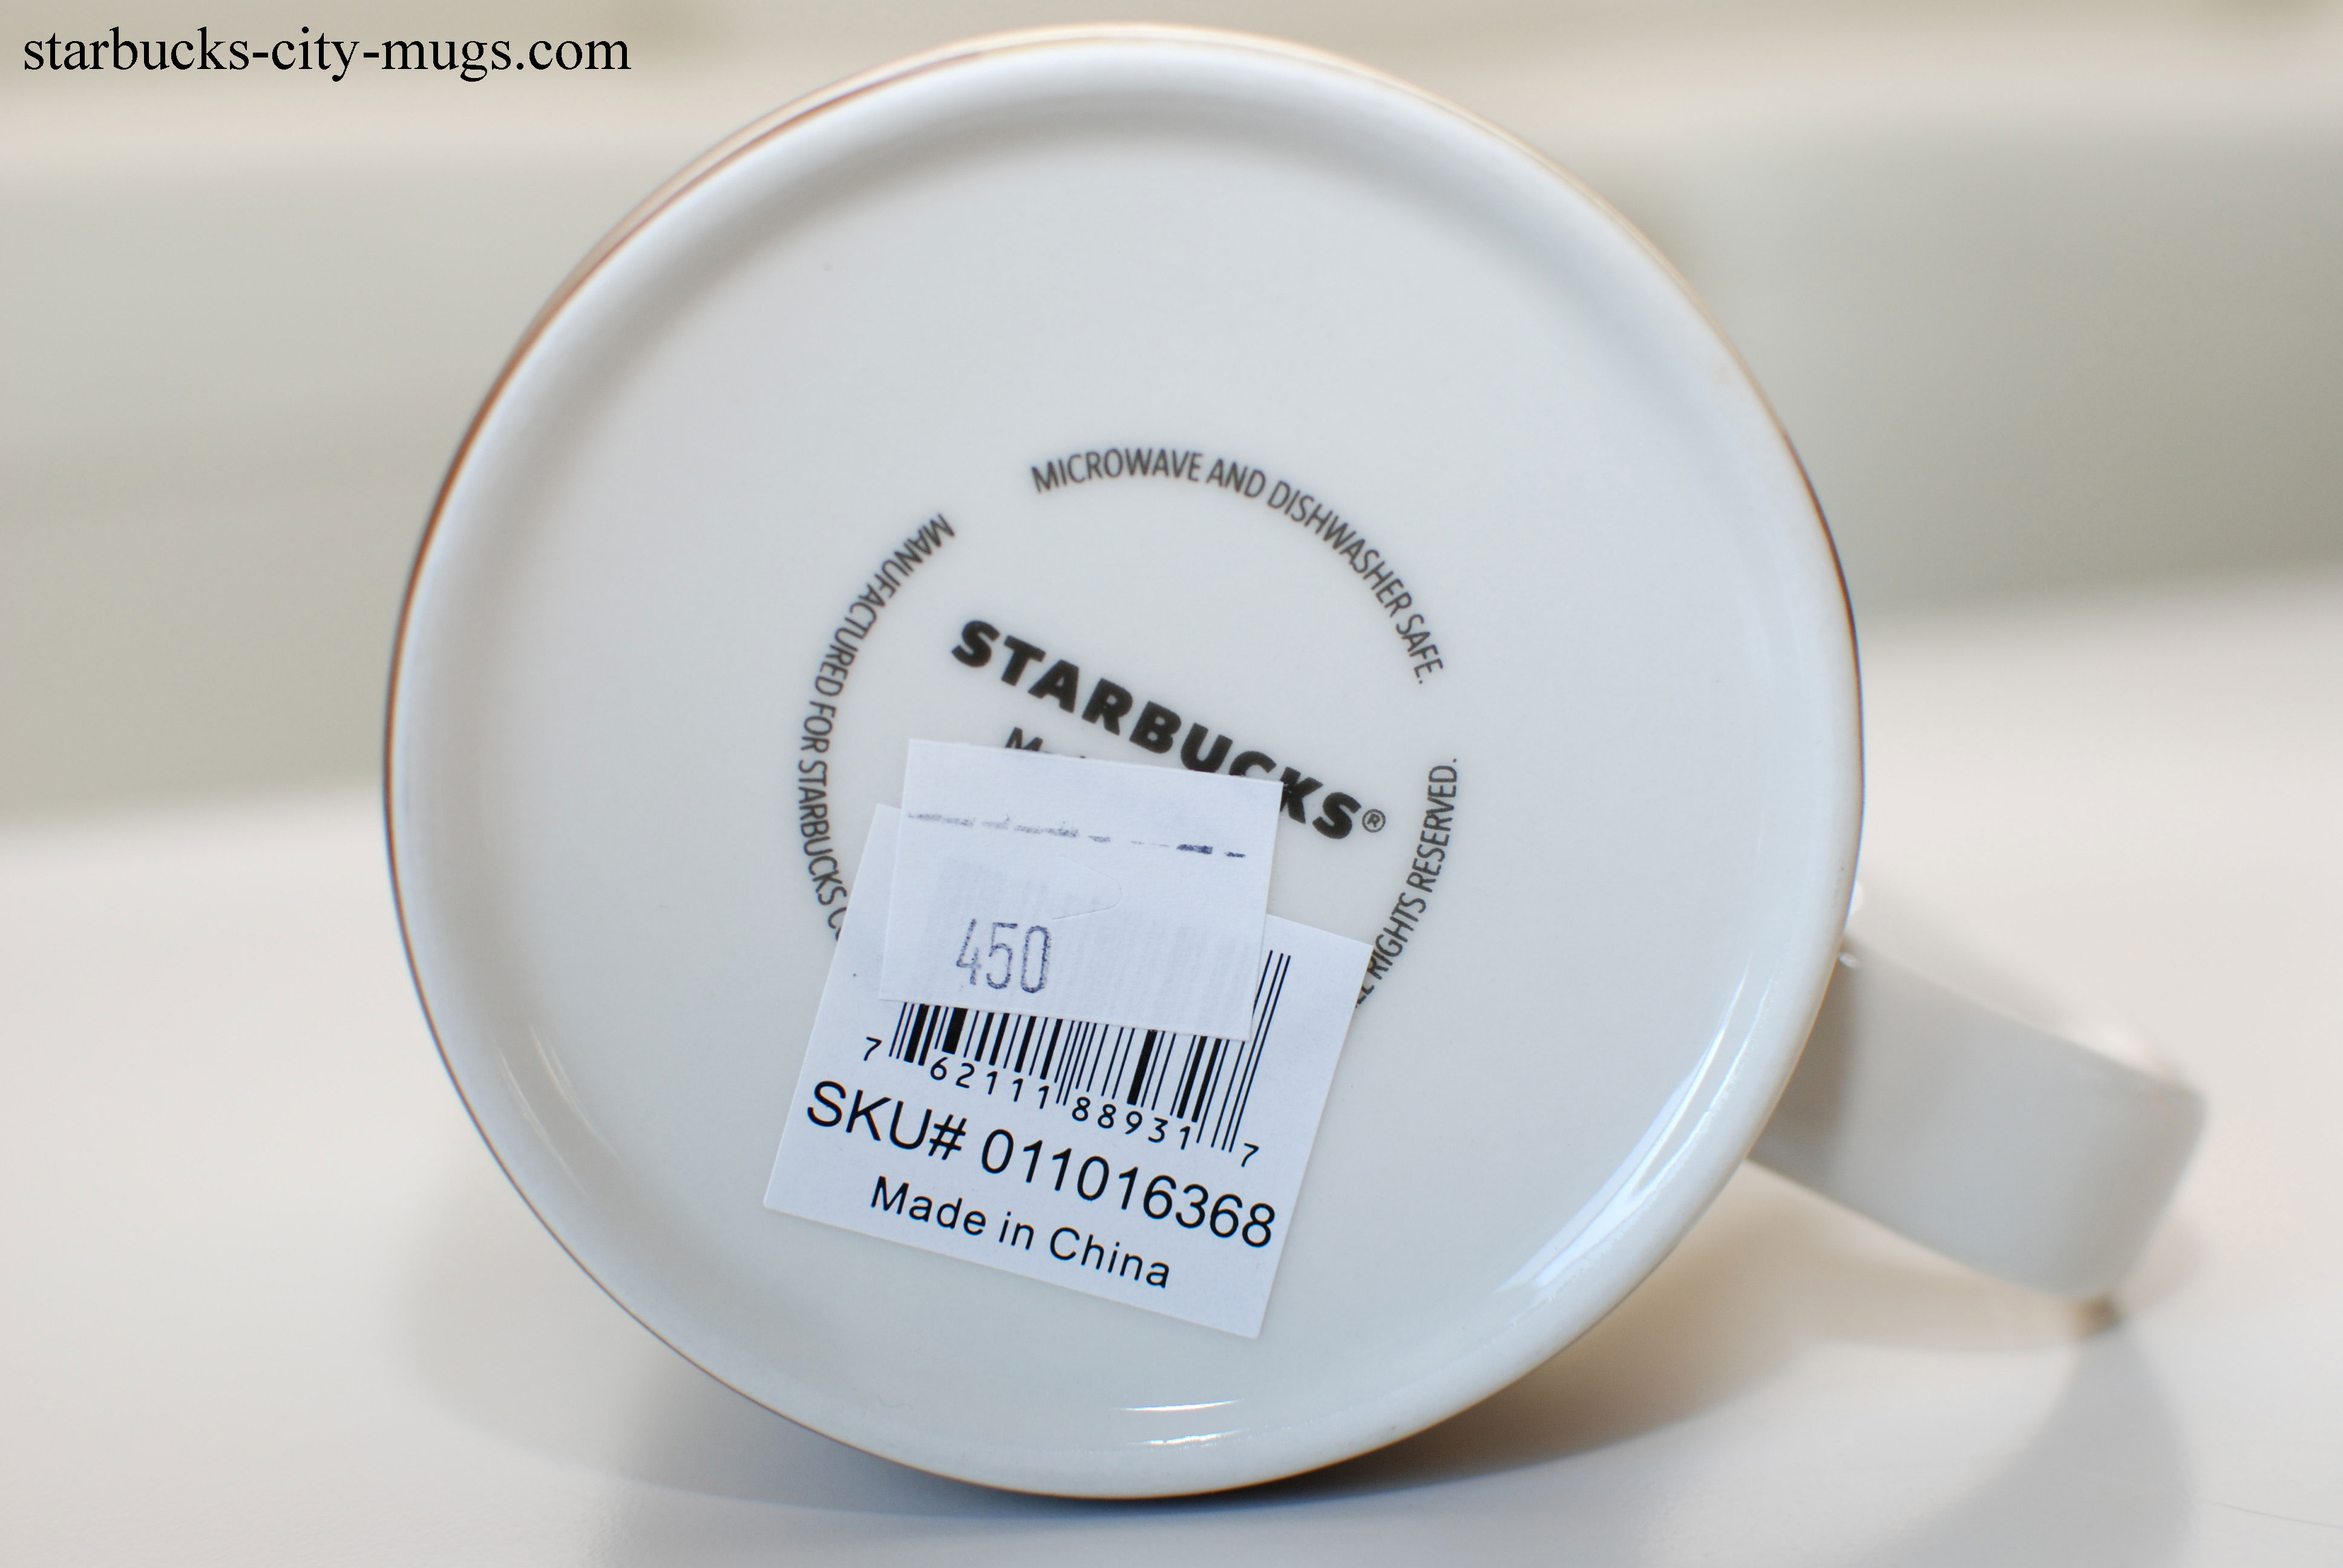 starbucks-city-mugs.com
MICROWAVE AND DISHWASHER SAFE.
MANUFACTURED FOR STARBUCKS
STARBUCKS®
RIGHTS RESERVED.
450
7 62111 88931 7
SKU# 011016368
Made in China